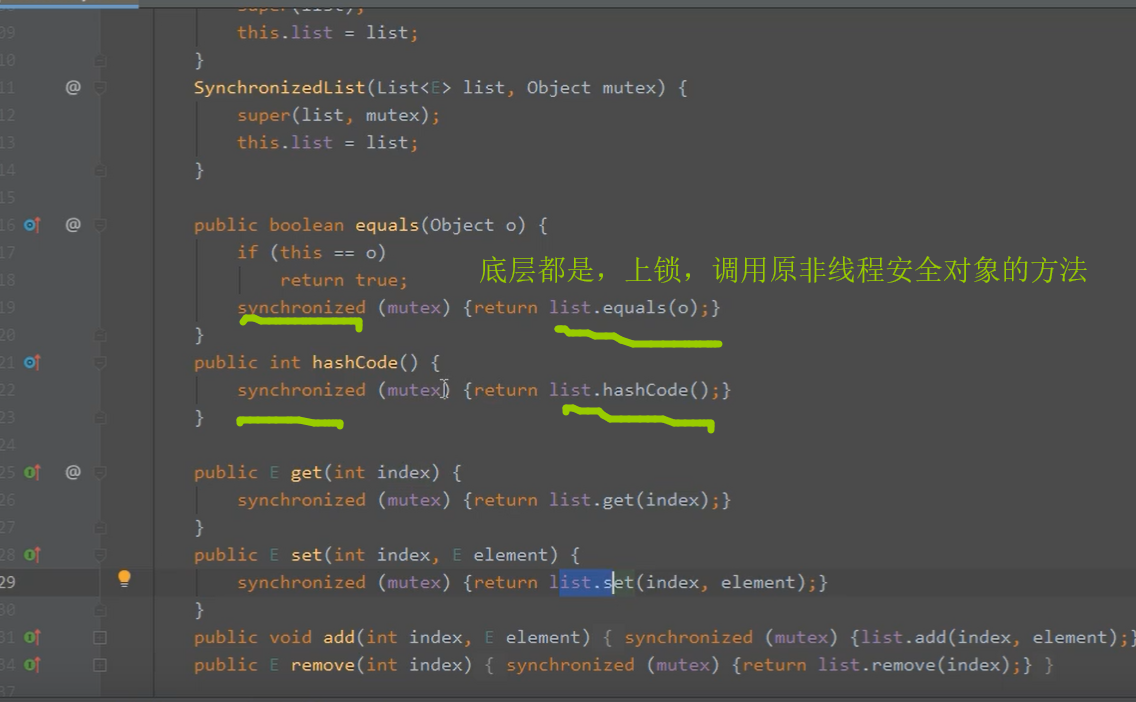 super(list);
09 this.list = list;
10 }
11 @ SynchronizedList(List<E> list, Object mutex) {
12 super(list, mutex);
13 this.list = list;
14 }
15
16 @ public boolean equals(Object o) {
17 if (this == o)
底层都是，上锁，调用原非线程安全对象的方法
18 return true;
19 synchronized (mutex) {return list.equals(o);}
20 }
21 public int hashCode() {
22 synchronized (mutex) {return list.hashCode();}
23 }
24
25 @ public E get(int index) {
26 synchronized (mutex) {return list.get(index);}
27 }
28 public E set(int index, E element) {
29 synchronized (mutex) {return list.set(index, element);}
30 }
31 public void add(int index, E element) { synchronized (mutex) {list.add(index, element);}
34 public E remove(int index) { synchronized (mutex) {return list.remove(index);} }
37